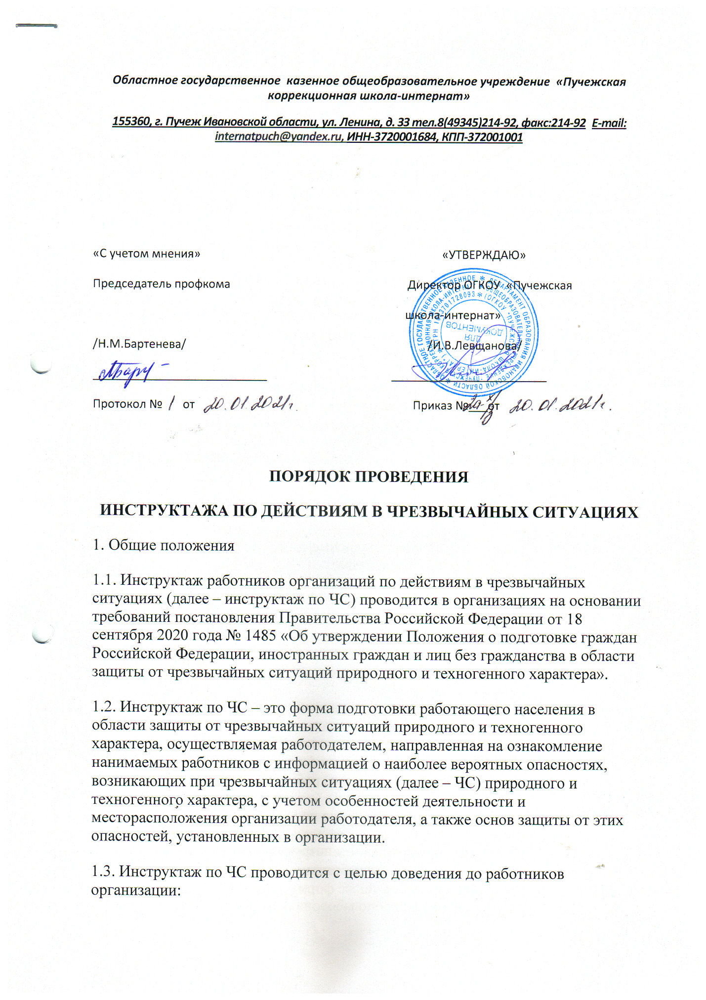 Областное государственное казенное общеобразовательное учреждение «Пучежская
коррекционная школа-интернат»
155360, г. Пучеж Ивановской области, ул. Ленина, д. 33 тел.8(49345)214-92, факс:214-92 E-mail:
internatpuch@yandex.ru, ИНН-3720001684, КПП-372001001
«С учетом мнения» «УТВЕРЖДАЮ»
Председатель профкома Директор ОГКОУ «Пучежская
школа-интернат»
/Н.М.Бартенева/ /И.В.Левщанова/
ДЛЯ
ДОКУМЕНТОВ
Протокол № 1 от 20.01.2021г. Приказ № от 20.01.2021г.
ПОРЯДОК ПРОВЕДЕНИЯ
ИНСТРУКТАЖА ПО ДЕЙСТВИЯМ В ЧРЕЗВЫЧАЙНЫХ СИТУАЦИЯХ
1. Общие положения
1.1. Инструктаж работников организаций по действиям в чрезвычайных
ситуациях (далее – инструктаж по ЧС) проводится в организациях на основании
требований постановления Правительства Российской Федерации от 18
сентября 2020 года № 1485 «Об утверждении Положения о подготовке граждан
Российской Федерации, иностранных граждан и лиц без гражданства в области
защиты от чрезвычайных ситуаций природного и техногенного характера».
1.2. Инструктаж по ЧС – это форма подготовки работающего населения в
области защиты от чрезвычайных ситуаций природного и техногенного
характера, осуществляемая работодателем, направленная на ознакомление
нанимаемых работников с информацией о наиболее вероятных опасностях,
возникающих при чрезвычайных ситуациях (далее – ЧС) природного и
техногенного характера, с учетом особенностей деятельности и
месторасположения организации работодателя, а также основ защиты от этих
опасностей, установленных в организации.
1.3. Инструктаж по ЧС проводится с целью доведения до работников
организации: